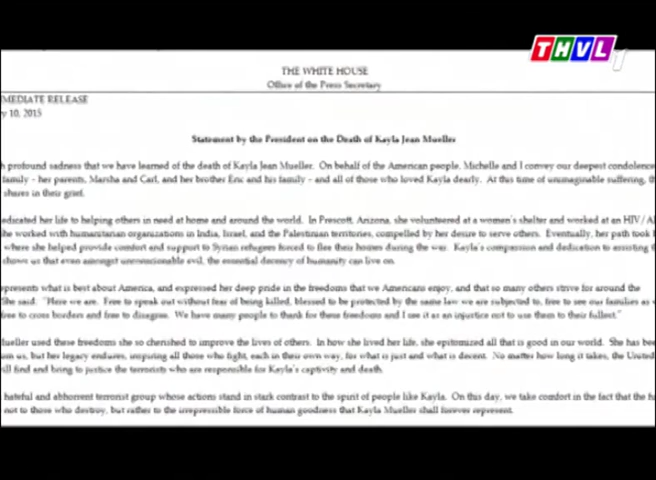 THVL1
THE WHITE HOUSE
Office of the Press Secretary
MEDIATE RELEASE
y 10, 2015
Statement by the President on the Death of Kayla Jean Mueller
h profound sadness that we have learned of the death of Kayla Jean Mueller. On behalf of the American people, Michelle and I convey our deepest condolence
family - her parents, Marsha and Carl, and her brother Eric and his family - and all of those who loved Kayla dearly. At this time of unimaginable suffering, th
shares in their grief.
edicated her life to helping others in need at home and around the world. In Prescott, Arizona, she volunteered at a women's shelter and worked at an HIV/A
he worked with humanitarian organizations in India, Israel, and the Palestinian territories, compelled by her desire to serve others. Eventually, her path took h
where she helped provide comfort and support to Syrian refugees forced to flee their homes during the war. Kayla's compassion and dedication to assisting t
shows us that even amongst unconscionable evil, the essential decency of humanity can live on.
epresents what is best about America, and expressed her deep pride in the freedoms that we Americans enjoy, and that so many others strive for around the
She said: "Here we are. Free to speak out without fear of being killed, blessed to be protected by the same law we are subjected to, free to see our families as w
free to cross borders and free to disagree. We have many people to thank for these freedoms and I see it as an injustice not to use them to their fullest."
ueller used these freedoms she so cherished to improve the lives of others. In how she lived her life, she epitomized all that is good in our world. She has bee
om us, but her legacy endures, inspiring all those who fight, each in their own way, for what is just and what is decent. No matter how long it takes, the United
ill find and bring to justice the terrorists who are responsible for Kayla's captivity and death.
hateful and abhorrent terrorist group whose actions stand in stark contrast to the spirit of people like Kayla. On this day, we take comfort in the fact that the fu
not to those who destroy, but rather to the irrepressible force of human goodness that Kayla Mueller shall forever represent.